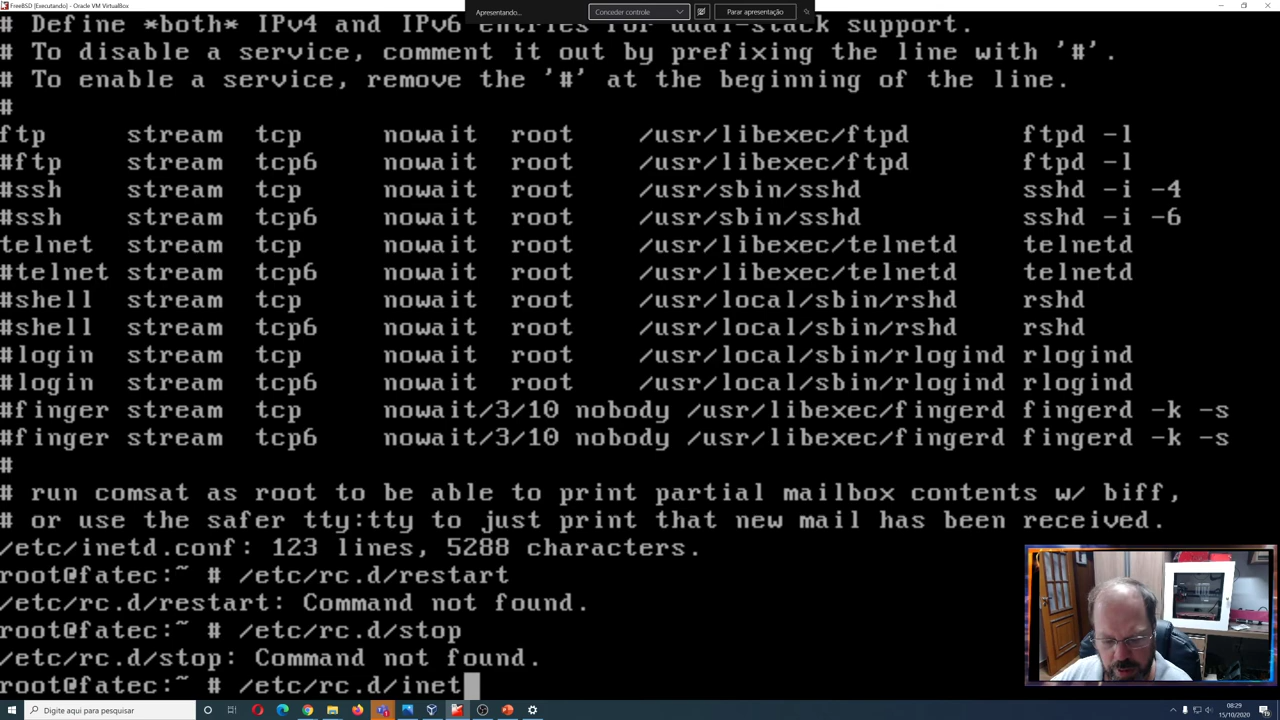 FreeBSD [Executando] - Oracle VM VirtualBox
Apresentando...
Conceder controle
Parar apresentação
# Define *both* IPv4 and IPv6 entries for dual-stack support.
# To disable a service, comment it out by prefixing the line with '#'.
# To enable a service, remove the '#' at the beginning of the line.
#
ftp stream tcp nowait root /usr/libexec/ftpd ftpd -l
#ftp stream tcp6 nowait root /usr/libexec/ftpd ftpd -l
#ssh stream tcp nowait root /usr/sbin/sshd sshd -i -4
#ssh stream tcp6 nowait root /usr/sbin/sshd sshd -i -6
telnet stream tcp nowait root /usr/libexec/telnetd telnetd
#telnet stream tcp6 nowait root /usr/libexec/telnetd telnetd
#shell stream tcp nowait root /usr/local/sbin/rshd rshd
#shell stream tcp6 nowait root /usr/local/sbin/rshd rshd
#login stream tcp nowait root /usr/local/sbin/rlogind rlogind
#login stream tcp6 nowait root /usr/local/sbin/rlogind rlogind
#finger stream tcp nowait/3/10 nobody /usr/libexec/fingerd fingerd -k -s
#finger stream tcp6 nowait/3/10 nobody /usr/libexec/fingerd fingerd -k -s
#
# run comsat as root to be able to print partial mailbox contents w/ biff,
# or use the safer tty:tty to just print that new mail has been received.
/etc/inetd.conf: 123 lines, 5288 characters.
root@fatec:~ # /etc/rc.d/restart
/etc/rc.d/restart: Command not found.
root@fatec:~ # /etc/rc.d/stop
/etc/rc.d/stop: Command not found.
root@fatec:~ # /etc/rc.d/inet
Digite aqui para pesquisar
08:29
15/10/2020